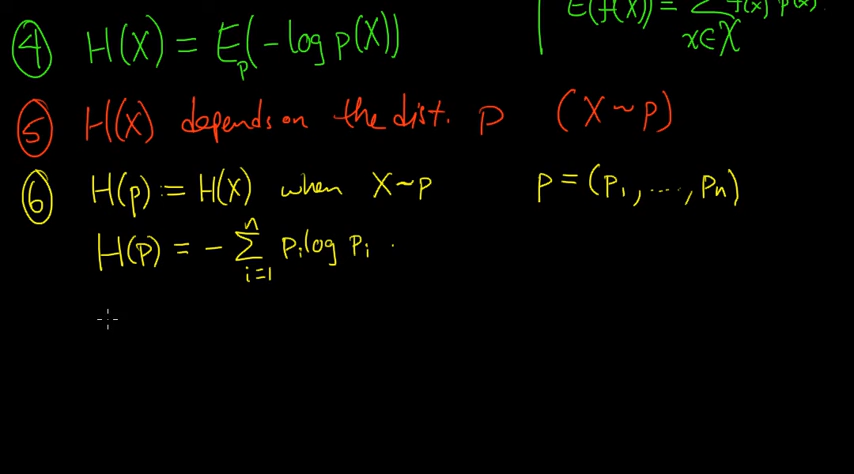 E(f(X)) = Σ f(x) p(x).
x∈𝒳
④ H(X) = E_p(-log p(X))
⑤ H(X) depends on the dist. p (X ~ p)
⑥ H(p) := H(X) when X ~ p p = (p₁, ..., pₙ)
H(p) = - Σ_{i=1}^{n} pᵢ log pᵢ .